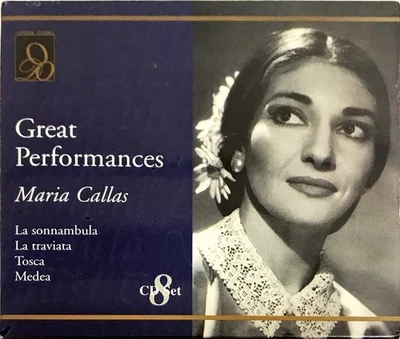 Great
Performances
Maria Callas
La sonnambula
La traviata
Tosca
Medea
8
CD Set